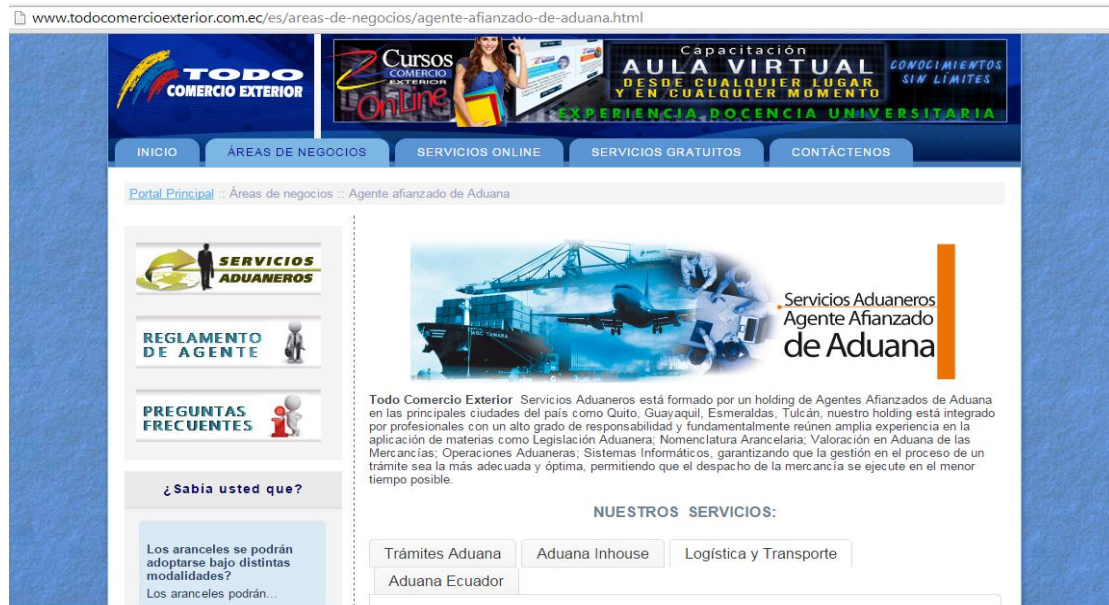 www.todocomercioexterior.com.ec/es/areas-de-negocios/agente-afianzado-de-aduana.html
TODO
COMERCIO EXTERIOR
Cursos
COMERCIO
EXTERIOR
OnLine
Capacitación
AULA VIRTUAL
DESDE CUALQUIER LUGAR
Y EN CUALQUIER MOMENTO
CONOCIMIENTOS
SIN LÍMITES
EXPERIENCIA DOCENCIA UNIVERSITARIA
INICIO
ÁREAS DE NEGOCIOS
SERVICIOS ONLINE
SERVICIOS GRATUITOS
CONTÁCTENOS
Portal Principal :: Áreas de negocios :: Agente afianzado de Aduana
SERVICIOS
ADUANEROS
REGLAMENTO
DE AGENTE
PREGUNTAS
FRECUENTES
¿Sabía usted que?
Los aranceles se podrán
adoptarse bajo distintas
modalidades?
Los aranceles podrán...
Servicios Aduaneros
Agente Afianzado
de Aduana
Todo Comercio Exterior Servicios Aduaneros está formado por un holding de Agentes Afianzados de Aduana
en las principales ciudades del país como Quito, Guayaquil, Esmeraldas, Tulcán, nuestro holding está integrado
por profesionales con un alto grado de responsabilidad y fundamentalmente reúnen amplia experiencia en la
aplicación de materias como Legislación Aduanera; Nomenclatura Arancelaria; Valoración en Aduana de las
Mercancías; Operaciones Aduaneras; Sistemas Informáticos, garantizando que la gestión en el proceso de un
trámite sea la más adecuada y óptima, permitiendo que el despacho de la mercancía se ejecute en el menor
tiempo posible.
NUESTROS SERVICIOS:
Trámites Aduana
Aduana Inhouse
Logística y Transporte
Aduana Ecuador